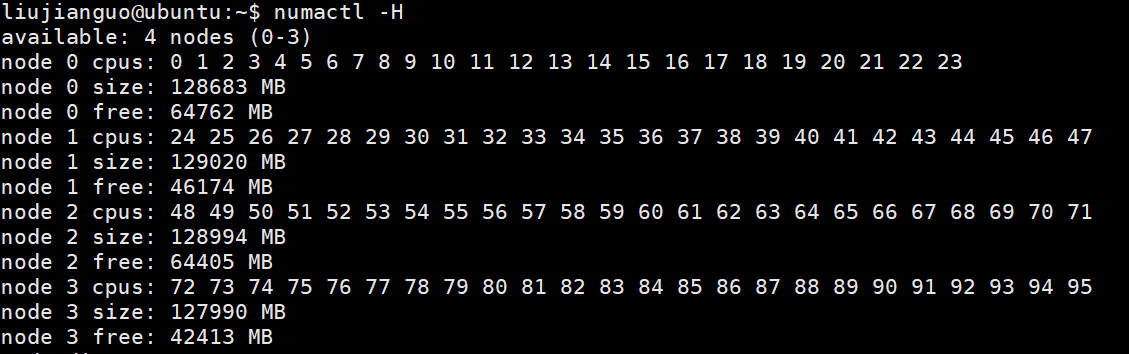 liujianguo@ubuntu:~$ numactl -H
available: 4 nodes (0-3)
node 0 cpus: 0 1 2 3 4 5 6 7 8 9 10 11 12 13 14 15 16 17 18 19 20 21 22 23
node 0 size: 128683 MB
node 0 free: 64762 MB
node 1 cpus: 24 25 26 27 28 29 30 31 32 33 34 35 36 37 38 39 40 41 42 43 44 45 46 47
node 1 size: 129020 MB
node 1 free: 46174 MB
node 2 cpus: 48 49 50 51 52 53 54 55 56 57 58 59 60 61 62 63 64 65 66 67 68 69 70 71
node 2 size: 128994 MB
node 2 free: 64405 MB
node 3 cpus: 72 73 74 75 76 77 78 79 80 81 82 83 84 85 86 87 88 89 90 91 92 93 94 95
node 3 size: 127990 MB
node 3 free: 42413 MB